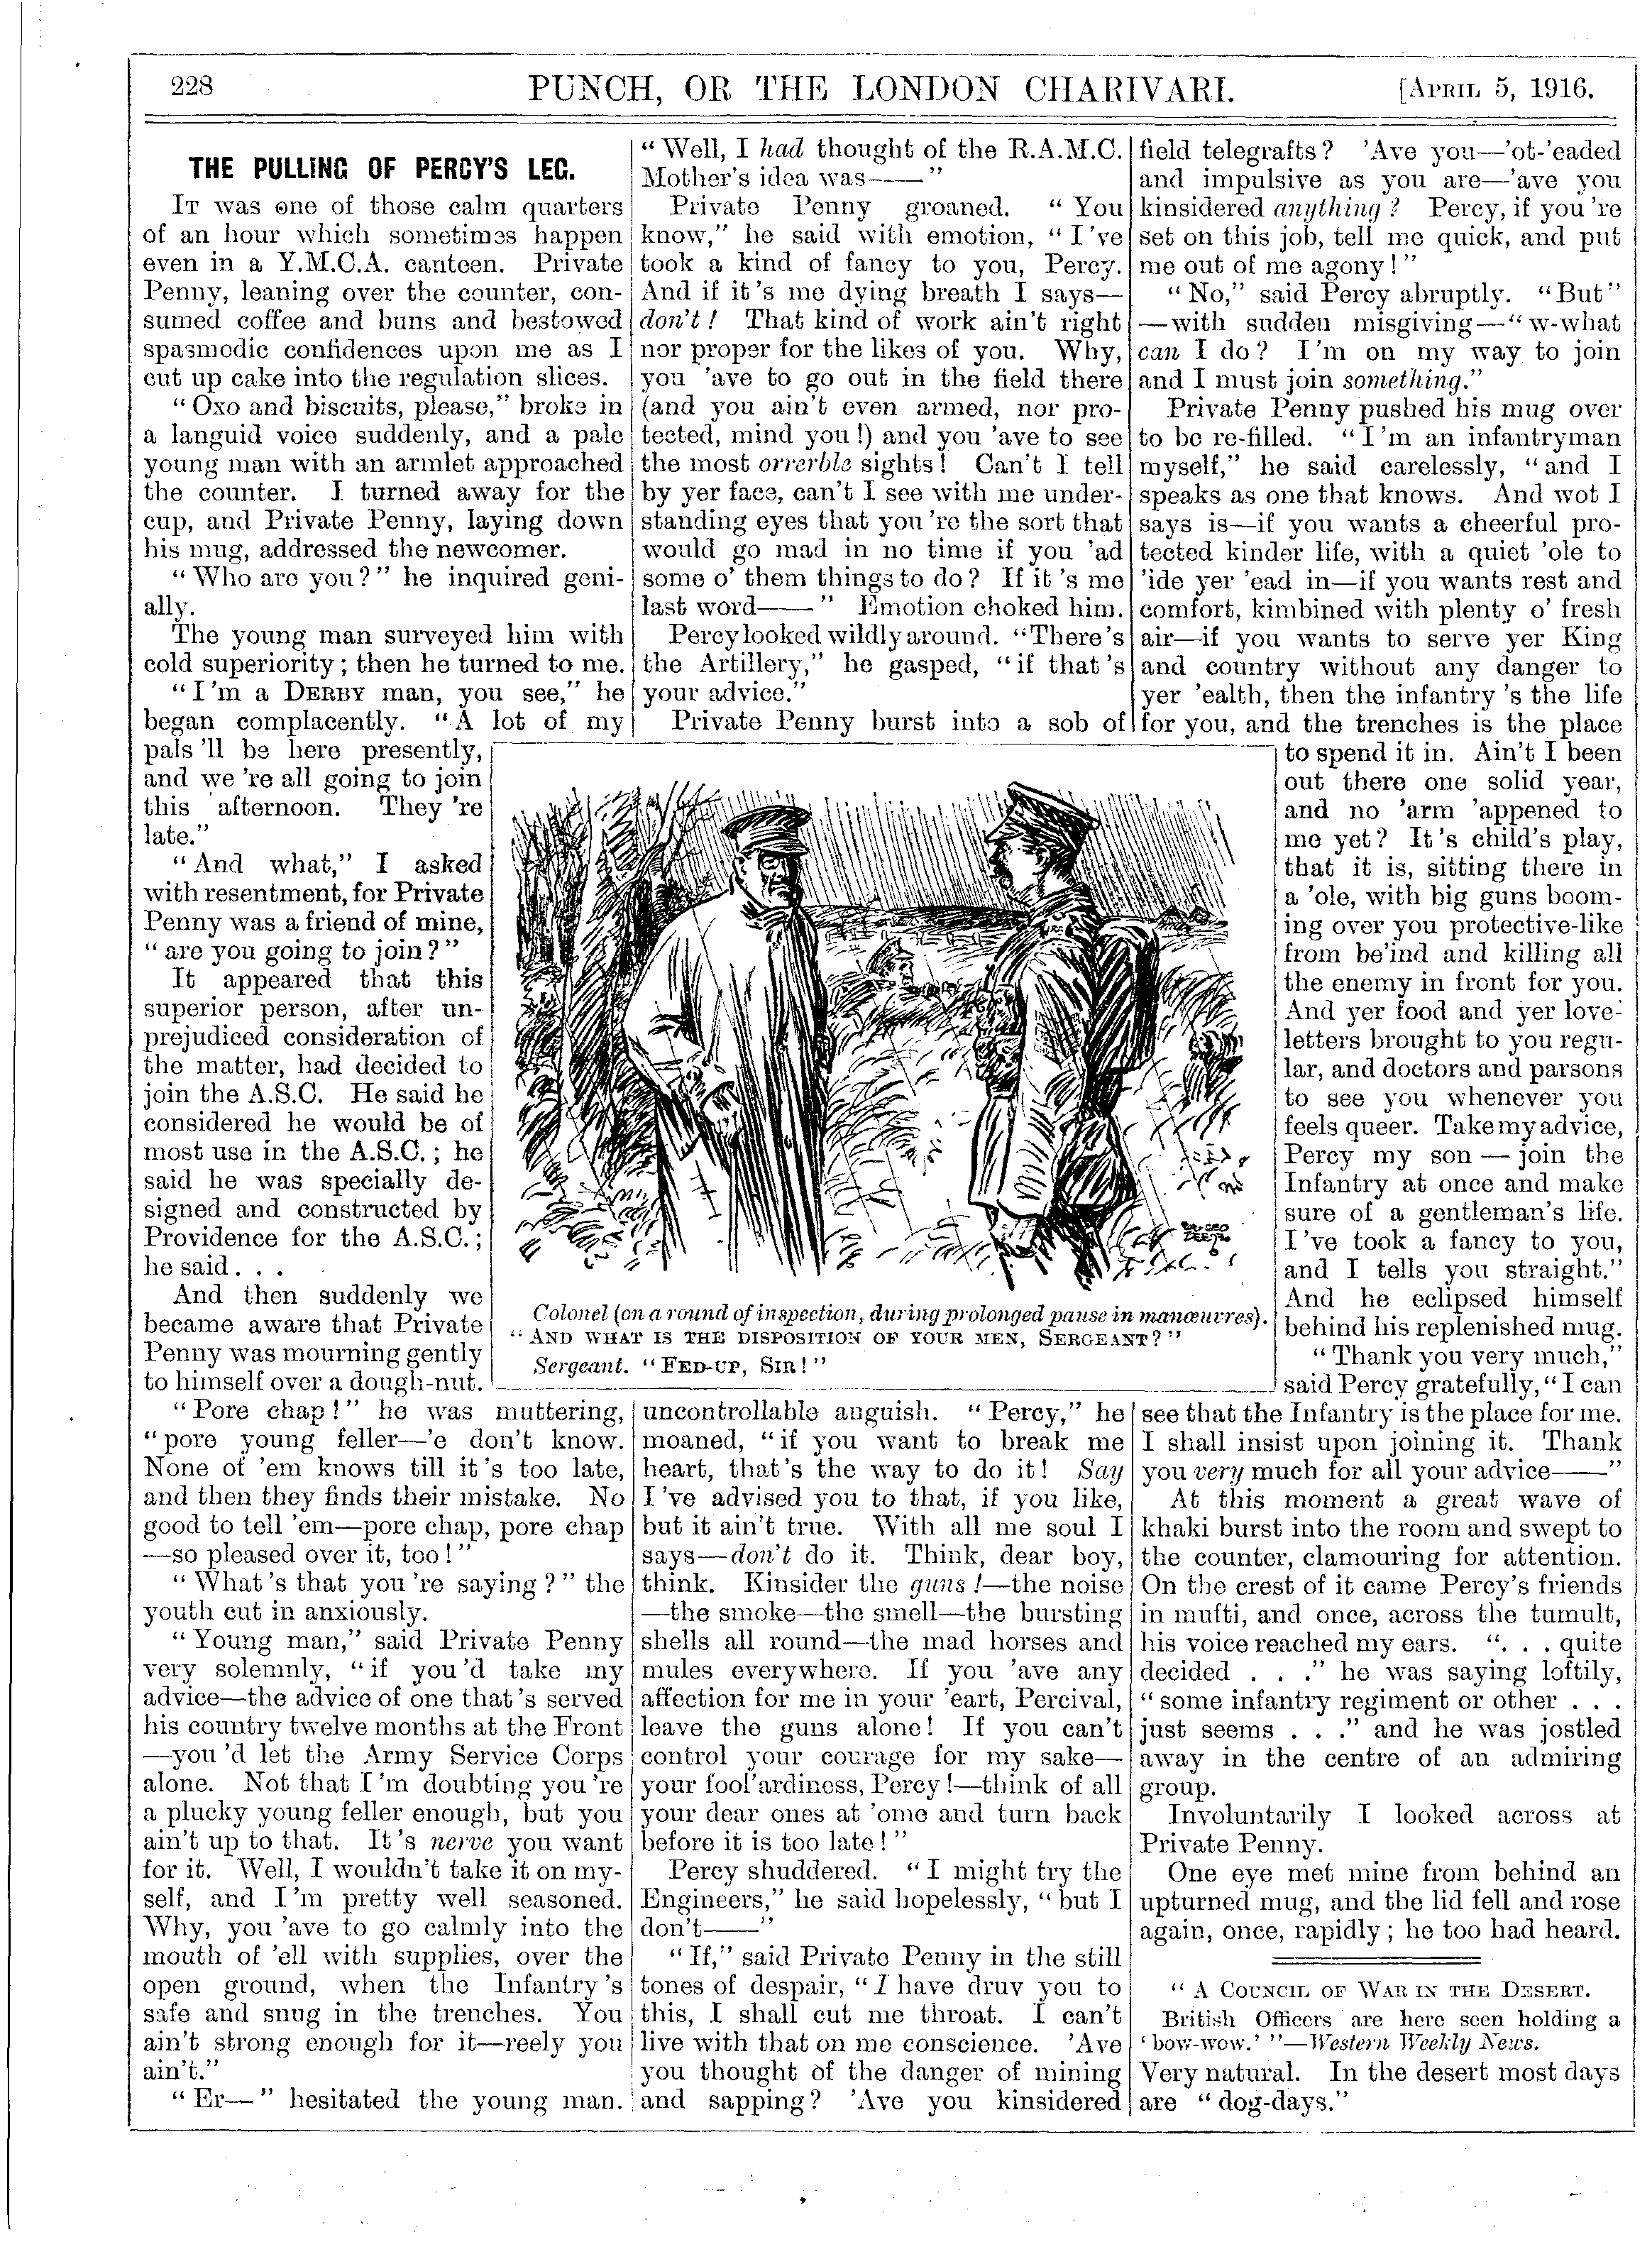 228
PUNCH, OR THE LONDON CHARIVARI.
[APRIL 5, 1916.
THE PULLING OF PERCY'S LEG.
IT was one of those calm quarters
of an hour which sometimes happen
even in a Y.M.C.A. canteen. Private
Penny, leaning over the counter, con-
sumed coffee and buns and bestowed
spasmodic confidences upon me as I
cut up cake into the regulation slices.
"Oxo and biscuits, please," broke in
a languid voice suddenly, and a pale
young man with an armlet approached
the counter. I turned away for the
cup, and Private Penny, laying down
his mug, addressed the newcomer.
"Who are you?" he inquired geni-
ally.
The young man surveyed him with
cold superiority; then he turned to me.
"I'm a DERBY man, you see," he
began complacently. "A lot of my
pals 'll be here presently,
and we 're all going to join
this afternoon. They 're
late."
"And what," I asked
with resentment, for Private
Penny was a friend of mine,
"are you going to join?"
It appeared that this
superior person, after un-
prejudiced consideration of
the matter, had decided to
join the A.S.C. He said he
considered he would be of
most use in the A.S.C.; he
said he was specially de-
signed and constructed by
Providence for the A.S.C.;
he said . . .
And then suddenly we
became aware that Private
Penny was mourning gently
to himself over a dough-nut.
"Pore chap!" he was muttering,
"pore young feller—'e don't know.
None of 'em knows till it's too late,
and then they finds their mistake. No
good to tell 'em—pore chap, pore chap
—so pleased over it, too!"
"What's that you 're saying?" the
youth cut in anxiously.
"Young man," said Private Penny
very solemnly, "if you'd take my
advice—the advice of one that's served
his country twelve months at the Front
—you'd let the Army Service Corps
alone. Not that I'm doubting you 're
a plucky young feller enough, but you
ain't up to that. It's nerve you want
for it. Well, I wouldn't take it on my-
self, and I'm pretty well seasoned.
Why, you 'ave to go calmly into the
mouth of 'ell with supplies, over the
open ground, when the Infantry's
safe and snug in the trenches. You
ain't strong enough for it—reely you
ain't."
"Er—" hesitated the young man.
"Well, I had thought of the R.A.M.C.
Mother's idea was——"
Private Penny groaned. "You
know," he said with emotion, "I've
took a kind of fancy to you, Percy.
And if it's me dying breath I says—
don't! That kind of work ain't right
nor proper for the likes of you. Why,
you 'ave to go out in the field there
(and you ain't even armed, nor pro-
tected, mind you!) and you 'ave to see
the most orrerble sights! Can't I tell
by yer face, can't I see with me under-
standing eyes that you 're the sort that
would go mad in no time if you 'ad
some o' them things to do? If it 's me
last word——" Emotion choked him.
Percy looked wildly around. "There's
the Artillery," he gasped, "if that's
your advice."
Private Penny burst into a sob of
Colonel (on a round of inspection, during prolonged pause in manœuvres).
"AND WHAT IS THE DISPOSITION OF YOUR MEN, SERGEANT?"
Sergeant. "FED-UP, SIR!"
uncontrollable anguish. "Percy," he
moaned, "if you want to break me
heart, that's the way to do it! Say
I've advised you to that, if you like,
but it ain't true. With all me soul I
says—don't do it. Think, dear boy,
think. Kinsider the guns!—the noise
—the smoke—the smell—the bursting
shells all round—the mad horses and
mules everywhere. If you 'ave any
affection for me in your 'eart, Percival,
leave the guns alone! If you can't
control your courage for my sake—
your fool'ardiness, Percy!—think of all
your dear ones at 'ome and turn back
before it is too late!"
Percy shuddered. "I might try the
Engineers," he said hopelessly, "but I
don't——"
"If," said Private Penny in the still
tones of despair, "I have druv you to
this, I shall cut me throat. I can't
live with that on me conscience. 'Ave
you thought of the danger of mining
and sapping? 'Ave you kinsidered
field telegrafts? 'Ave you—'ot-'eaded
and impulsive as you are—'ave you
kinsidered anything? Percy, if you 're
set on this job, tell me quick, and put
me out of me agony!"
"No," said Percy abruptly. "But"
—with sudden misgiving—"w-what
can I do? I'm on my way to join
and I must join something."
Private Penny pushed his mug over
to be re-filled. "I'm an infantryman
myself," he said carelessly, "and I
speaks as one that knows. And wot I
says is—if you wants a cheerful pro-
tected kinder life, with a quiet 'ole to
'ide yer 'ead in—if you wants rest and
comfort, kimbined with plenty o' fresh
air—if you wants to serve yer King
and country without any danger to
yer 'ealth, then the infantry 's the life
for you, and the trenches is the place
to spend it in. Ain't I been
out there one solid year,
and no 'arm 'appened to
me yet? It's child's play,
that it is, sitting there in
a 'ole, with big guns boom-
ing over you protective-like
from be'ind and killing all
the enemy in front for you.
And yer food and yer love-
letters brought to you regu-
lar, and doctors and parsons
to see you whenever you
feels queer. Take my advice,
Percy my son — join the
Infantry at once and make
sure of a gentleman's life.
I've took a fancy to you,
and I tells you straight."
And he eclipsed himself
behind his replenished mug.
"Thank you very much,"
said Percy gratefully, "I can
see that the Infantry is the place for me.
I shall insist upon joining it. Thank
you very much for all your advice——"
At this moment a great wave of
khaki burst into the room and swept to
the counter, clamouring for attention.
On the crest of it came Percy's friends
in mufti, and once, across the tumult,
his voice reached my ears. ". . . quite
decided . . ." he was saying loftily,
"some infantry regiment or other . . .
just seems . . ." and he was jostled
away in the centre of an admiring
group.
Involuntarily I looked across at
Private Penny.
One eye met mine from behind an
upturned mug, and the lid fell and rose
again, once, rapidly; he too had heard.
"A COUNCIL OF WAR IN THE DESERT.
British Officers are here seen holding a
'bow-wow.'"—Western Weekly News.
Very natural. In the desert most days
are "dog-days."